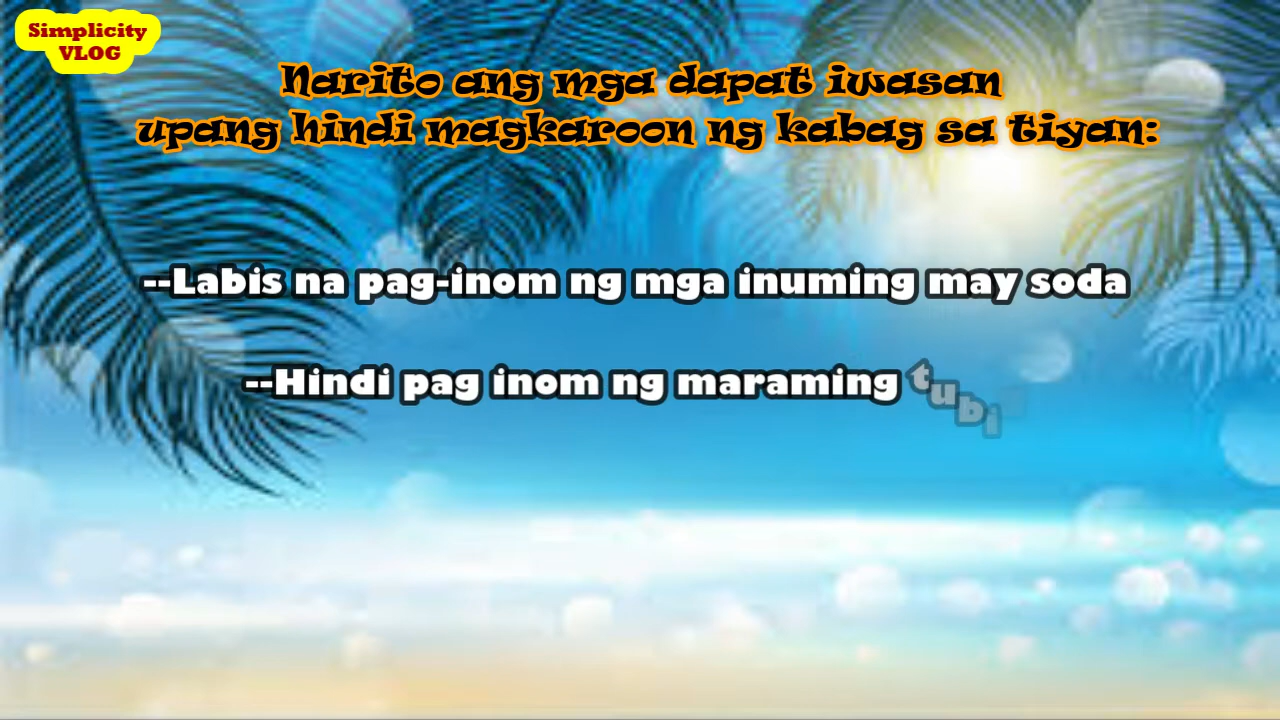 Simplicity
VLOG
Narito ang mga dapat iwasan
upang hindi magkaroon ng kabag sa tiyan:
--Labis na pag-inom ng mga inuming may soda
--Hindi pag inom ng maraming tubi